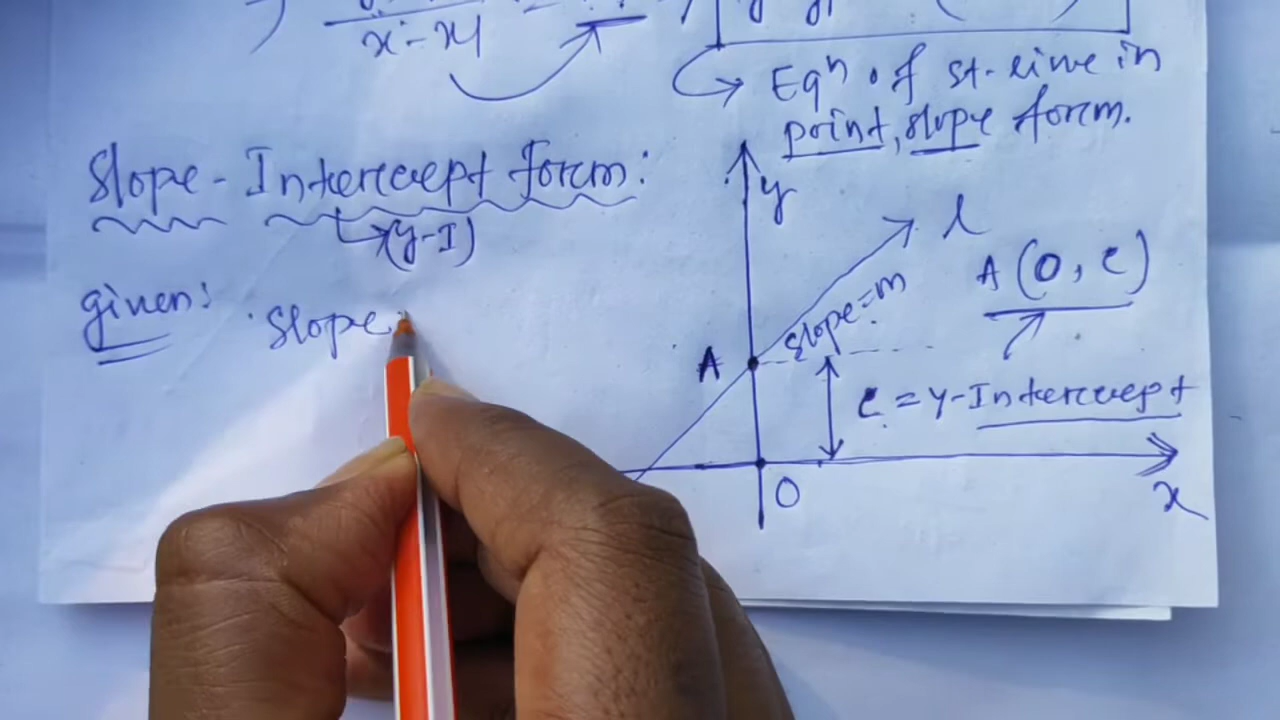 x - x1
Eqn. of st-line in
point, slope form.
Slope - Intercept form:
(y-I)
given: Slope
y
l
A (0, c)
slope = m
A
c = y-Intercept
O
x